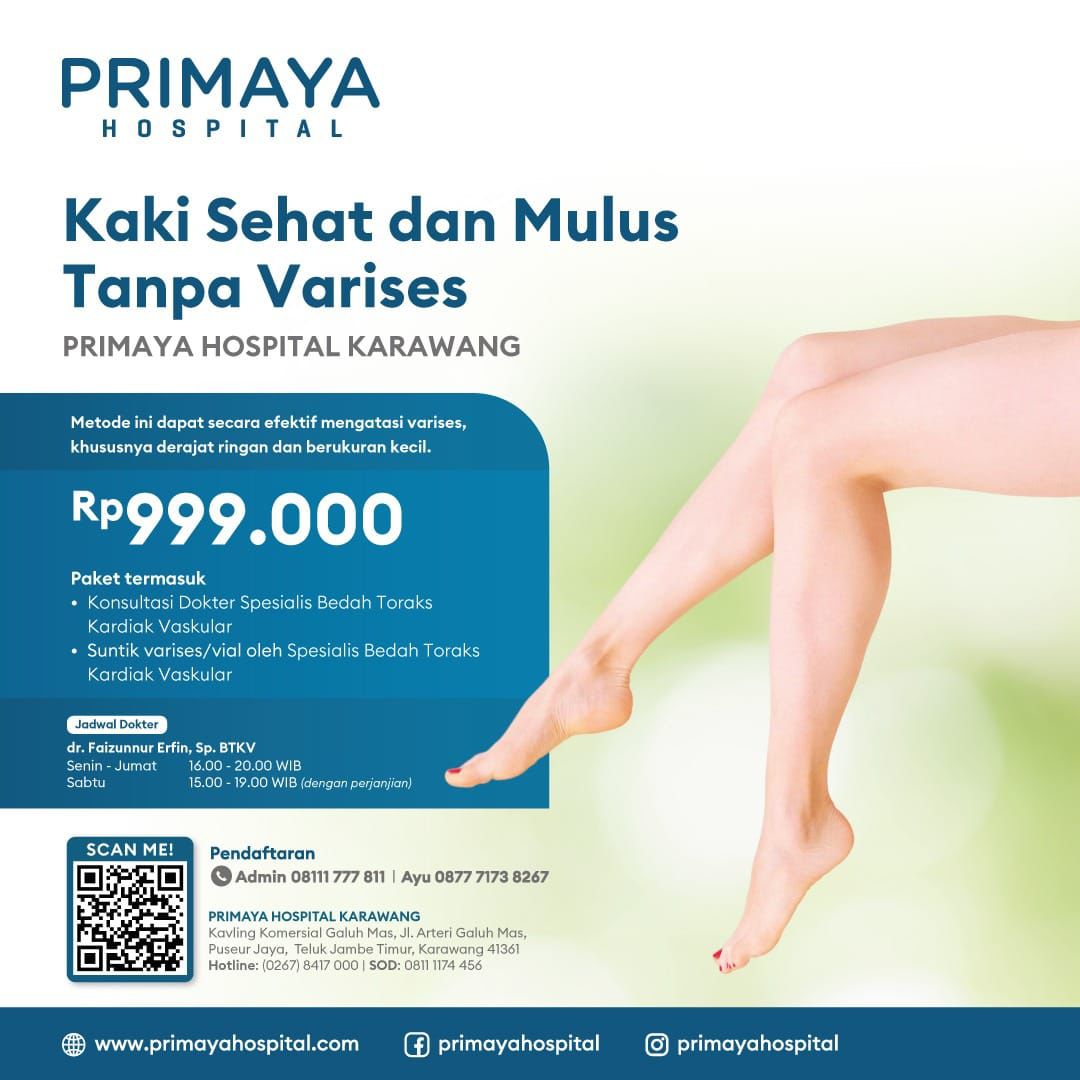 PRIMAYA
HOSPITAL
Kaki Sehat dan Mulus
Tanpa Varises
PRIMAYA HOSPITAL KARAWANG
Metode ini dapat secara efektif mengatasi varises,
khususnya derajat ringan dan berukuran kecil.
Rp999.000
Paket termasuk
• Konsultasi Dokter Spesialis Bedah Toraks
Kardiak Vaskular
• Suntik varises/vial oleh Spesialis Bedah Toraks
Kardiak Vaskular
Jadwal Dokter
dr. Faizunnur Erfin, Sp. BTKV
Senin - Jumat 16.00 - 20.00 WIB
Sabtu 15.00 - 19.00 WIB (dengan perjanjian)
SCAN ME!
Pendaftaran
Admin 08111 777 811 | Ayu 0877 7173 8267
PRIMAYA HOSPITAL KARAWANG
Kavling Komersial Galuh Mas, Jl. Arteri Galuh Mas,
Puseur Jaya, Teluk Jambe Timur, Karawang 41361
Hotline: (0267) 8417 000 | SOD: 0811 1174 456
www.primayahospital.com primayahospital primayahospital